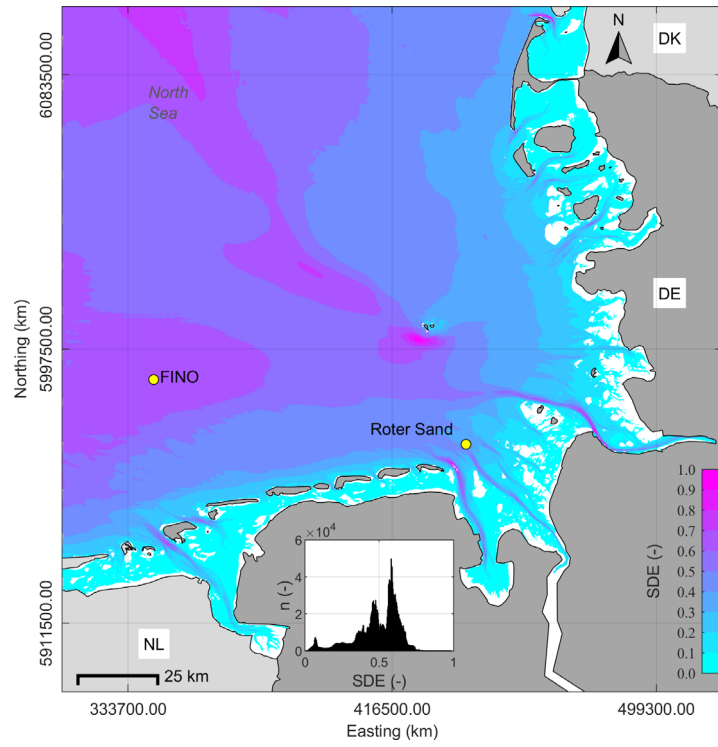 N
DK
6083500.00
North
Sea
DE
Northing (km)
5997500.00
FINO
Roter Sand
1.0
0.9
0.8
0.7
0.6
0.5
0.4
0.3
0.2
0.1
0.0
SDE (-)
×10^4
6
4
2
0
n (-)
0
0.5
1
SDE (-)
5911500.00
NL
25 km
333700.00
416500.00
499300.00
Easting (km)